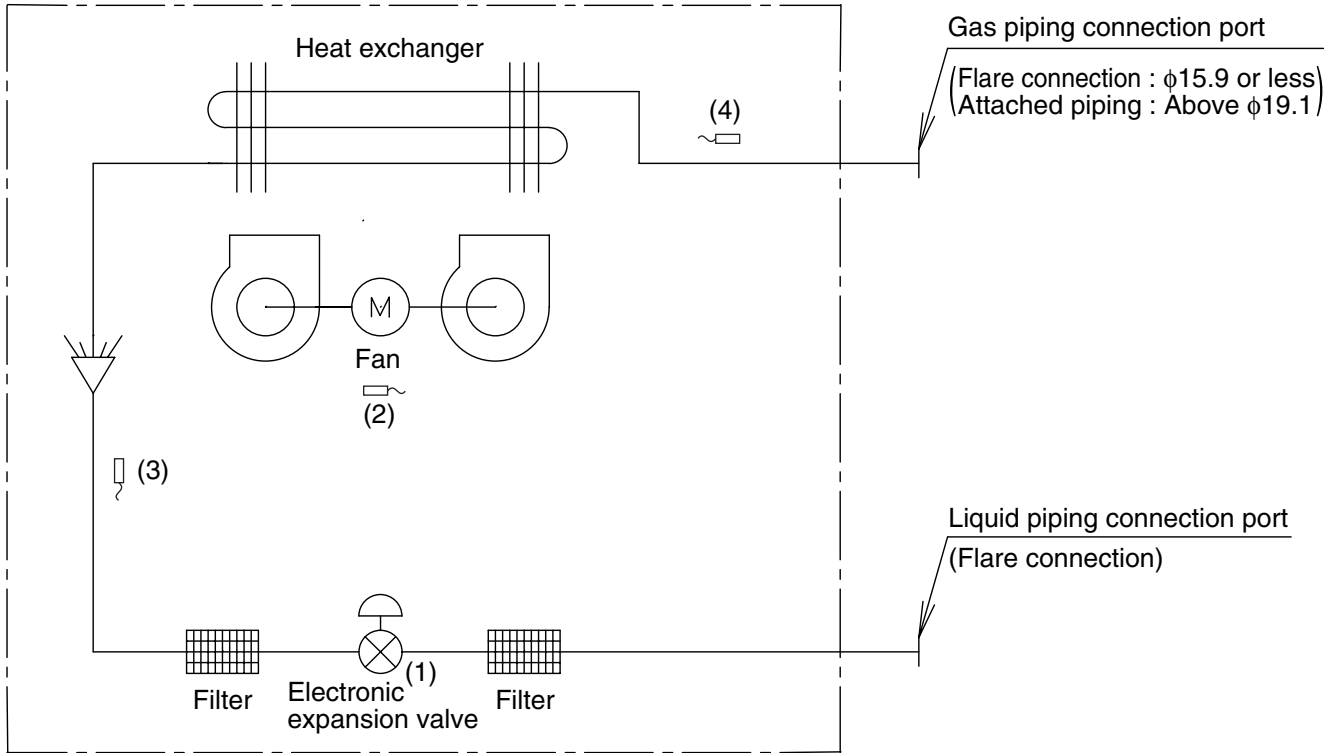 Heat exchanger
Gas piping connection port
(Flare connection : ϕ15.9 or less)
(Attached piping : Above ϕ19.1)
(4)
M
Fan
(2)
(3)
Liquid piping connection port
(Flare connection)
(1)
Filter
Electronic
expansion valve
Filter